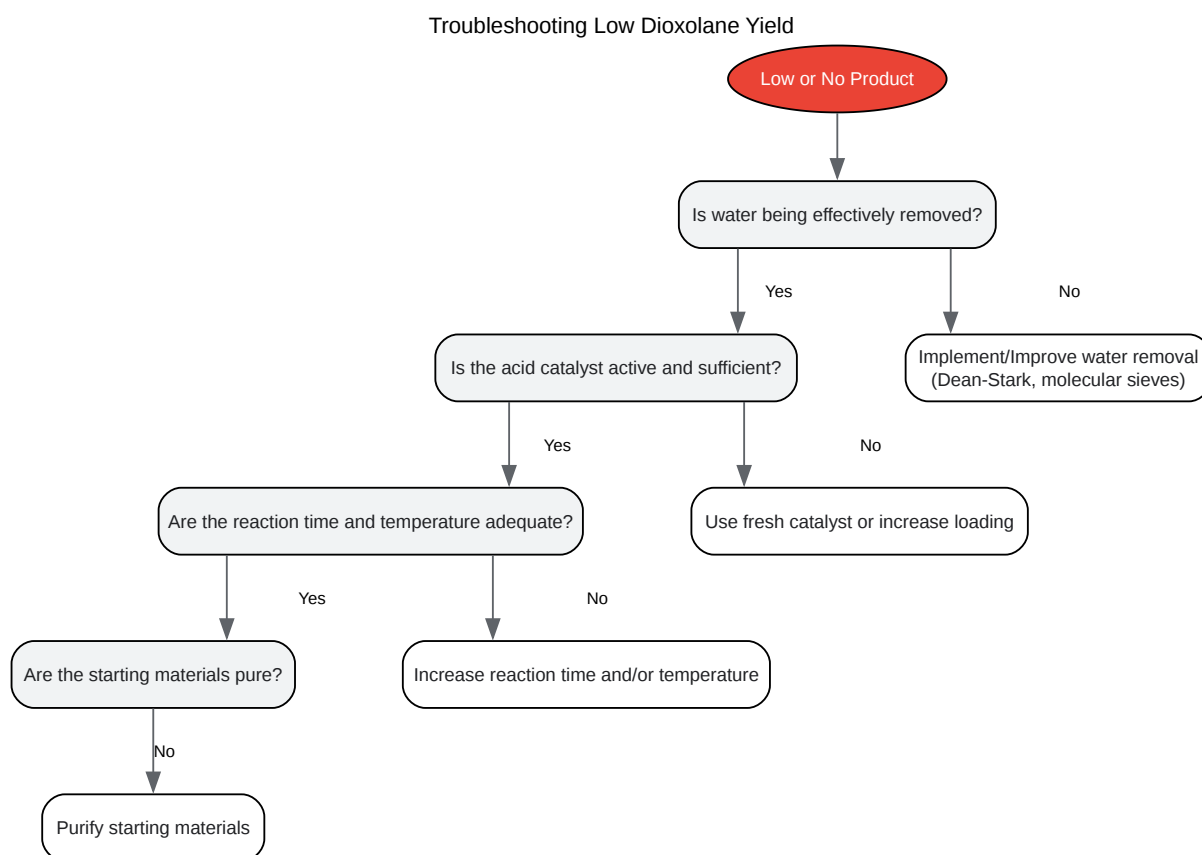 Troubleshooting Low Dioxolane Yield
Low or No Product
Is water being effectively removed?
Yes
No
Is the acid catalyst active and sufficient?
Implement/Improve water removal
(Dean-Stark, molecular sieves)
Yes
No
Are the reaction time and temperature adequate?
Use fresh catalyst or increase loading
Yes
No
Are the starting materials pure?
Increase reaction time and/or temperature
No
Purify starting materials